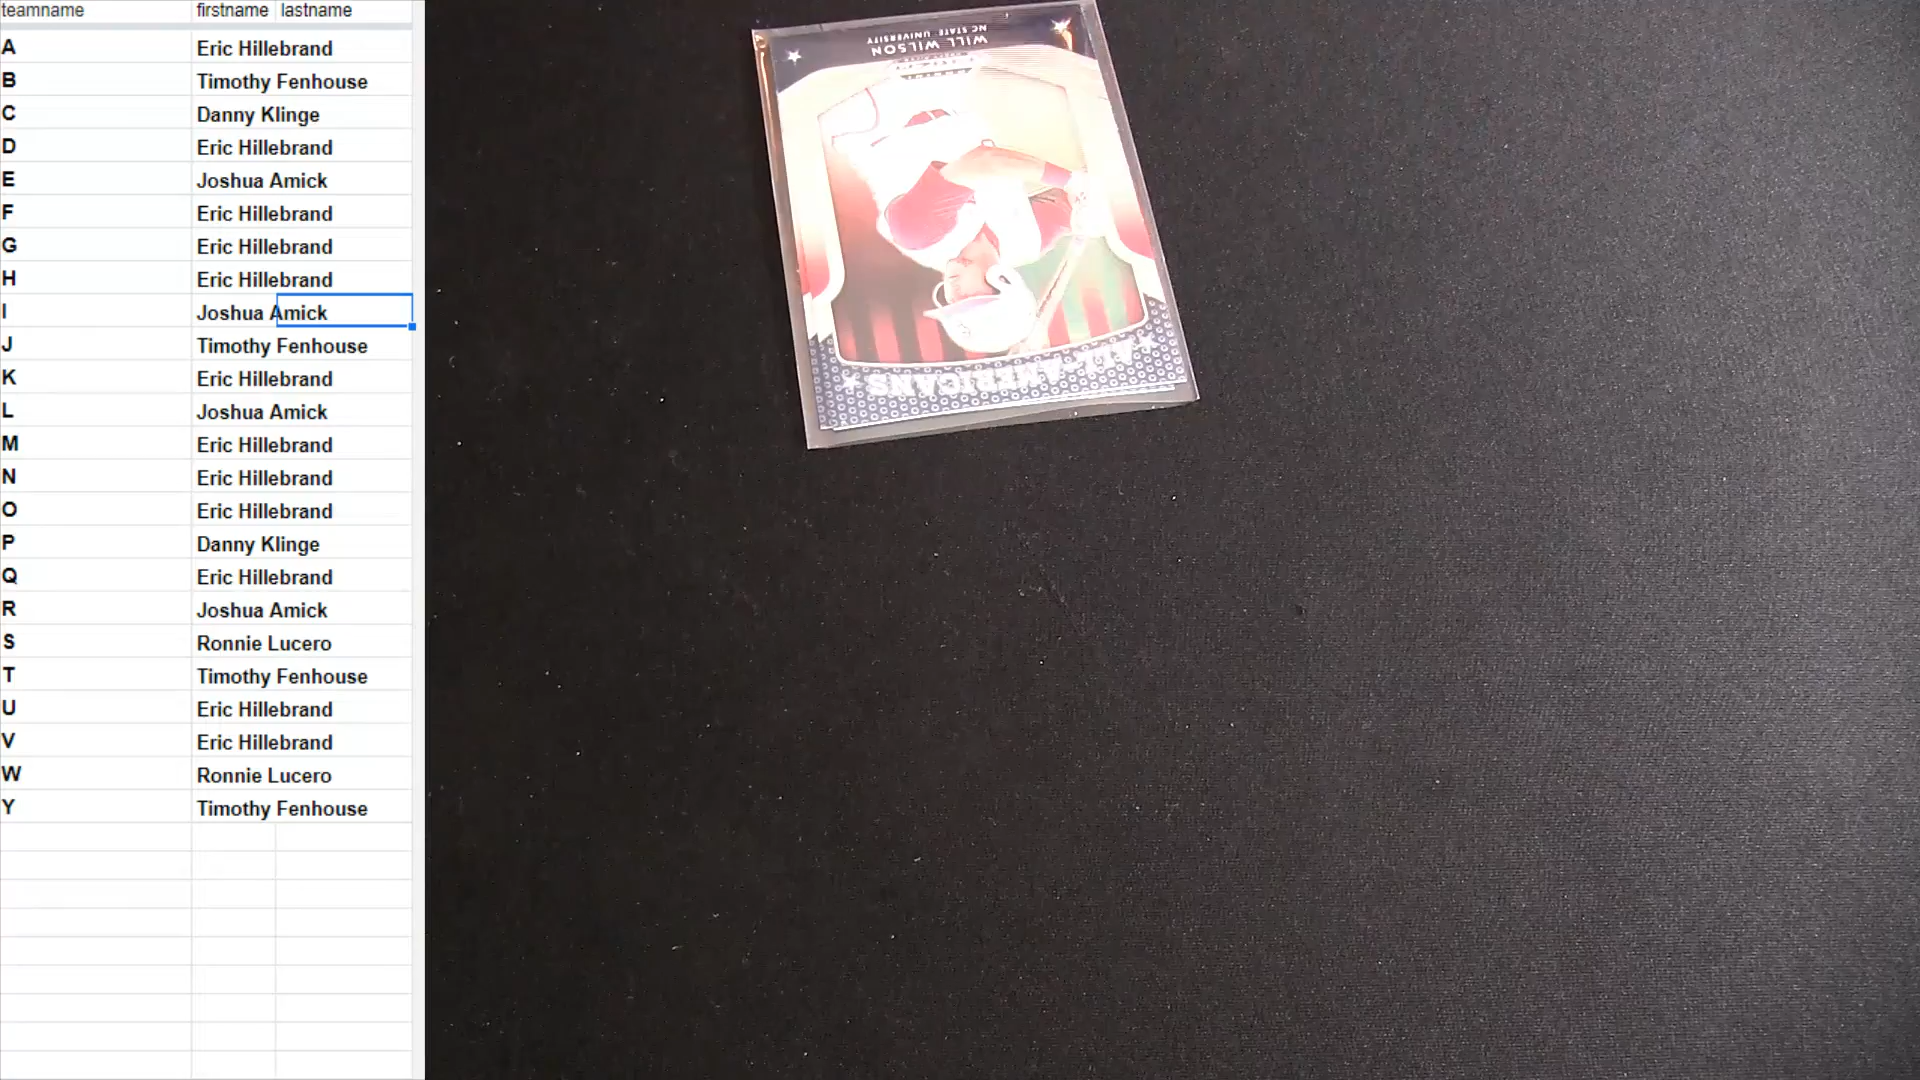 teamname firstname lastname
A Eric Hillebrand
B Timothy Fenhouse
C Danny Klinge
D Eric Hillebrand
E Joshua Amick
F Eric Hillebrand
G Eric Hillebrand
H Eric Hillebrand
I Joshua Amick
J Timothy Fenhouse
K Eric Hillebrand
L Joshua Amick
M Eric Hillebrand
N Eric Hillebrand
O Eric Hillebrand
P Danny Klinge
Q Eric Hillebrand
R Joshua Amick
S Ronnie Lucero
T Timothy Fenhouse
U Eric Hillebrand
V Eric Hillebrand
W Ronnie Lucero
Y Timothy Fenhouse
ALL-AMERICANS
WILL WILSON
NC STATE UNIVERSITY